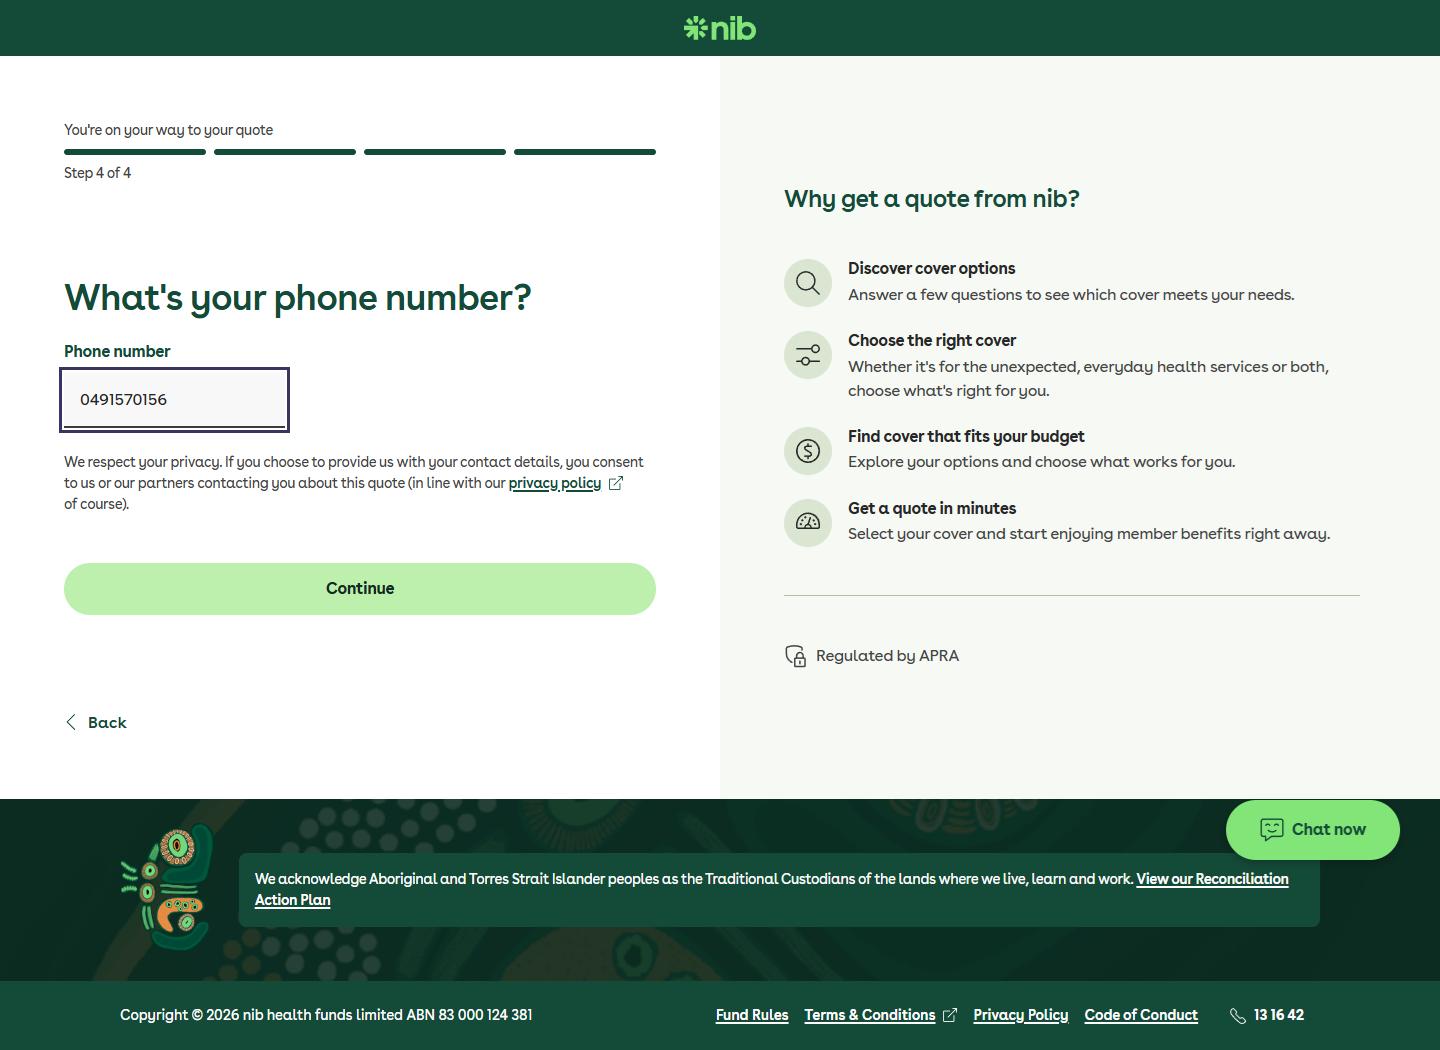 nib
You're on your way to your quote
Step 4 of 4
What's your phone number?
Phone number
0491570156
We respect your privacy. If you choose to provide us with your contact details, you consent
to us or our partners contacting you about this quote (in line with our privacy policy
of course).
Continue
Back
Why get a quote from nib?
Discover cover options
Answer a few questions to see which cover meets your needs.
Choose the right cover
Whether it's for the unexpected, everyday health services or both,
choose what's right for you.
Find cover that fits your budget
Explore your options and choose what works for you.
Get a quote in minutes
Select your cover and start enjoying member benefits right away.
Regulated by APRA
Chat now
We acknowledge Aboriginal and Torres Strait Islander peoples as the Traditional Custodians of the lands where we live, learn and work. View our Reconciliation
Action Plan
Copyright © 2026 nib health funds limited ABN 83 000 124 381
Fund Rules Terms & Conditions Privacy Policy Code of Conduct 13 16 42